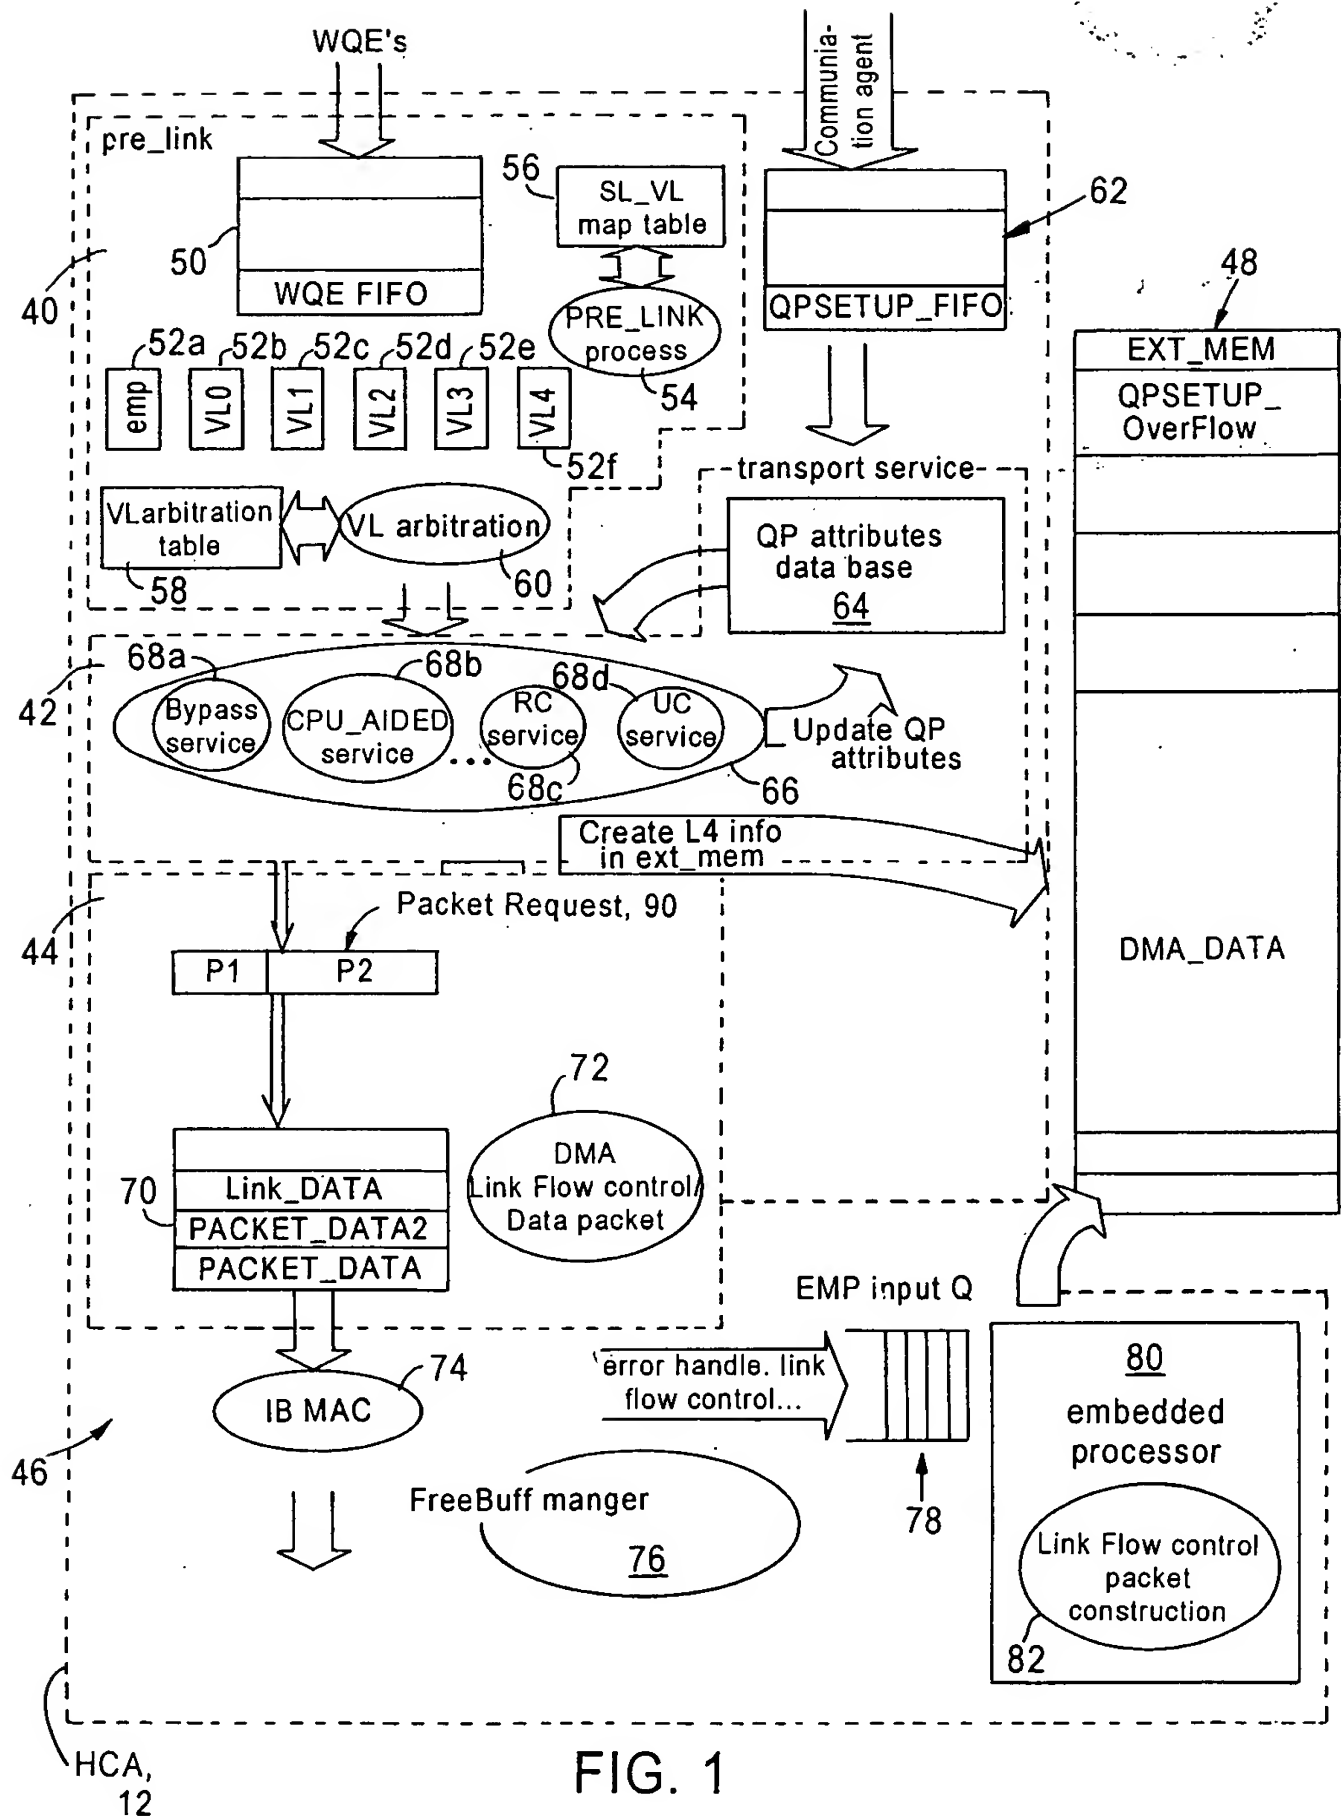 WQE's
Communia-
tion agent
pre_link
56
SL_VL
map table
62
50
WQE FIFO
40
PRE_LINK
process
54
QPSETUP_FIFO
48
EXT_MEM
QPSETUP_
OverFlow
52a
52b
52c
52d
52e
emp
VL0
VL1
VL2
VL3
VL4
52f
transport service
VLarbitration
table
58
VL arbitration
60
QP attributes
data base
64
68a
68b
68d
42
Bypass
service
CPU_AIDED
service
...
RC
service
68c
UC
service
66
Update QP
attributes
Create L4 info
in ext_mem
44
Packet Request, 90
P1
P2
DMA_DATA
72
DMA
Link Flow control/
Data packet
70
Link_DATA
PACKET_DATA2
PACKET_DATA
EMP input Q
error handle. link
flow control...
74
IB MAC
46
78
80
embedded
processor
FreeBuff manger
76
Link Flow control
packet
construction
82
HCA,
12
FIG. 1